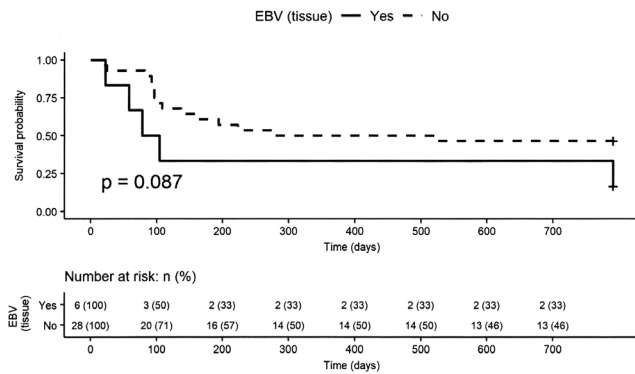 EBV (tissue) Yes No
1.00
0.75
0.50
0.25
0.00
Survival probability
p = 0.087
0 100 200 300 400 500 600 700
Time (days)
Number at risk: n (%)
EBV (tissue)
Yes 6 (100) 3 (50) 2 (33) 2 (33) 2 (33) 2 (33) 2 (33) 2 (33)
No 28 (100) 20 (71) 16 (57) 14 (50) 14 (50) 14 (50) 13 (46) 13 (46)
0 100 200 300 400 500 600 700
Time (days)